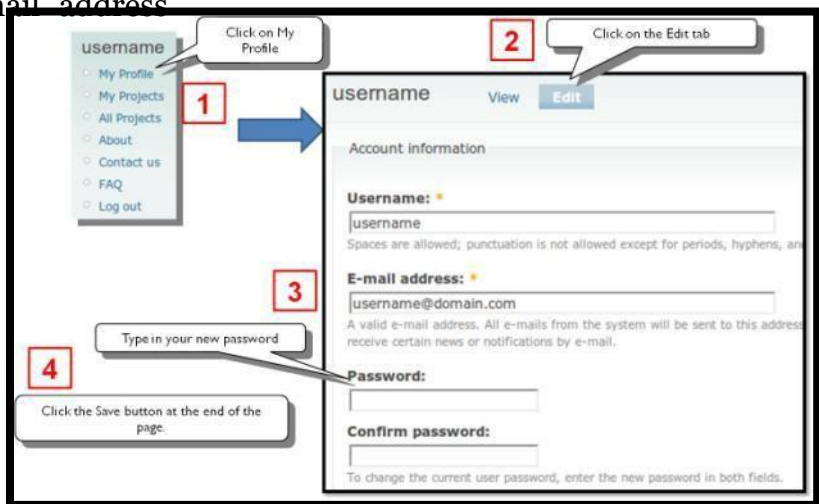 address
username
Click on My
Profile
My Profile
My Projects
All Projects
About
Contact us
FAQ
Log out
1
2
Click on the Edit tab
username View Edit
Account information
Username: *
username
Spaces are allowed; punctuation is not allowed except for periods, hyphens, and
3
E-mail address: *
username@domain.com
A valid e-mail address. All e-mails from the system will be sent to this address
receive certain news or notifications by e-mail.
Type in your new password
4
Click the Save button at the end of the
page.
Password:
Confirm password:
To change the current user password, enter the new password in both fields.